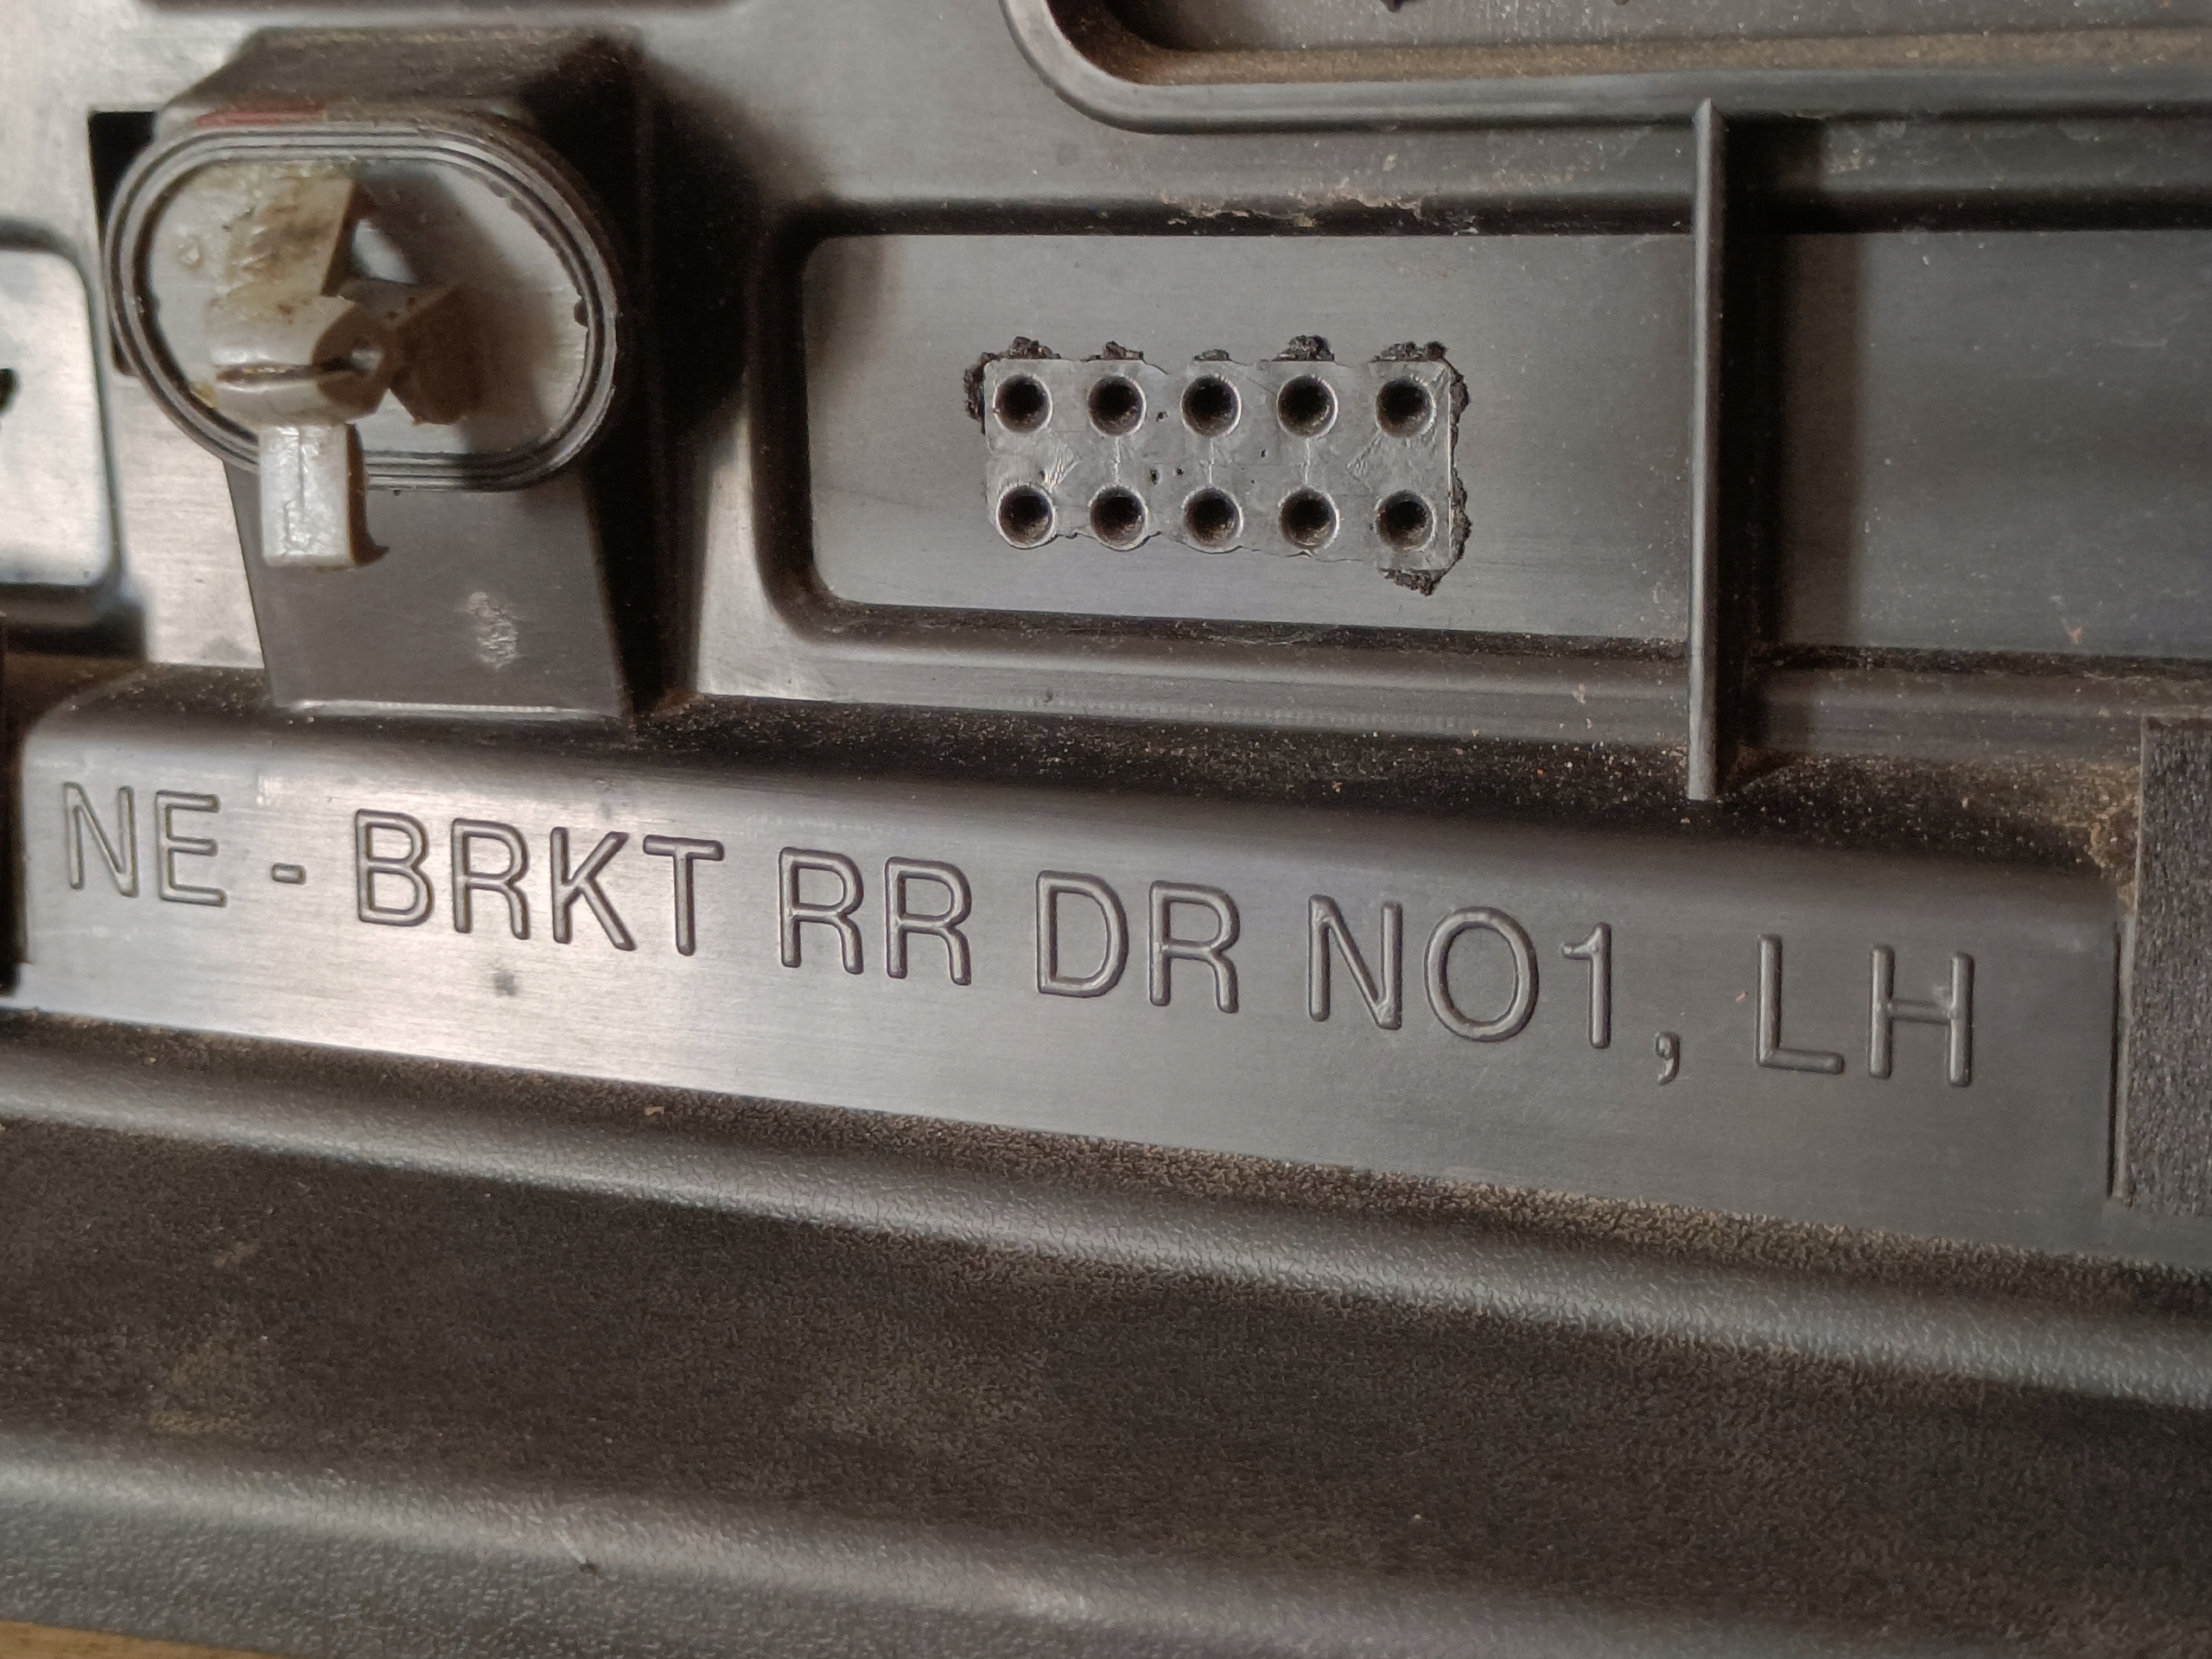 NE - BRKT RR DR NO1, LH